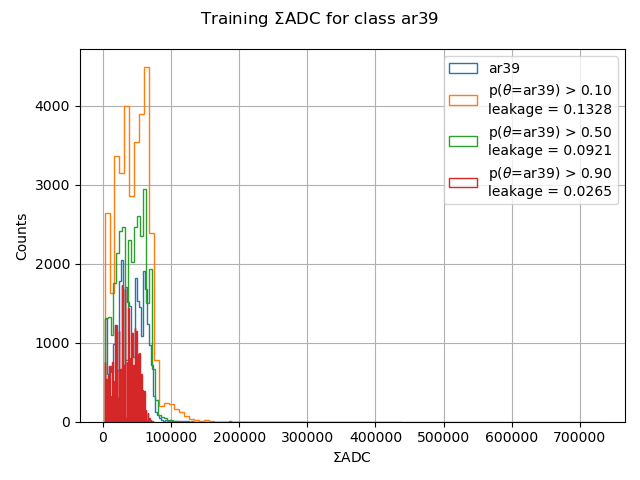 Training ΣADC for class ar39
ar39
p(θ=ar39) > 0.10
leakage = 0.1328
p(θ=ar39) > 0.50
leakage = 0.0921
p(θ=ar39) > 0.90
leakage = 0.0265
Counts
4000
3000
2000
1000
0
0 100000 200000 300000 400000 500000 600000 700000
ΣADC